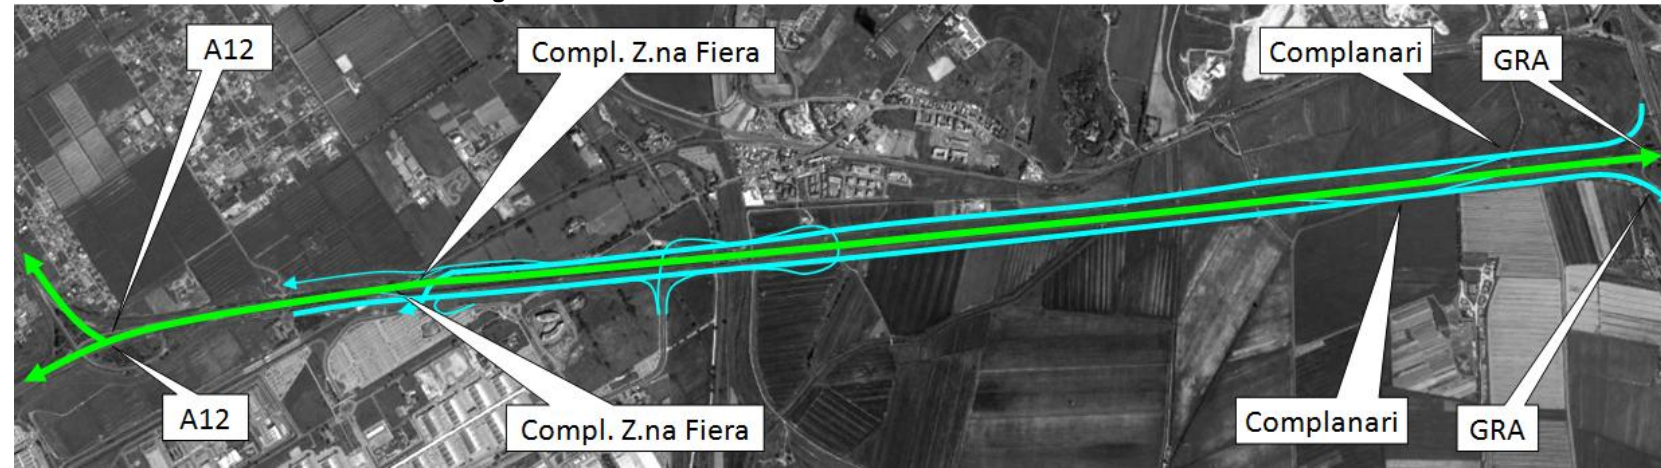 A12
Compl. Z.na Fiera
Complanari
GRA
A12
Compl. Z.na Fiera
Complanari
GRA